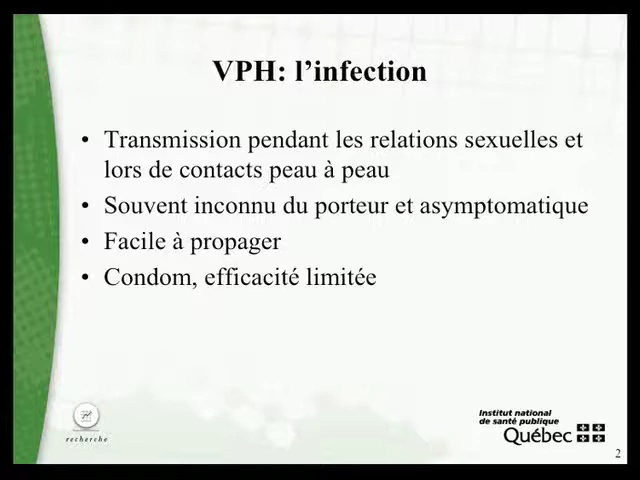 VPH: l'infection
• Transmission pendant les relations sexuelles et
lors de contacts peau à peau
• Souvent inconnu du porteur et asymptomatique
• Facile à propager
• Condom, efficacité limitée
recherche
Institut national
de santé publique
Québec
2